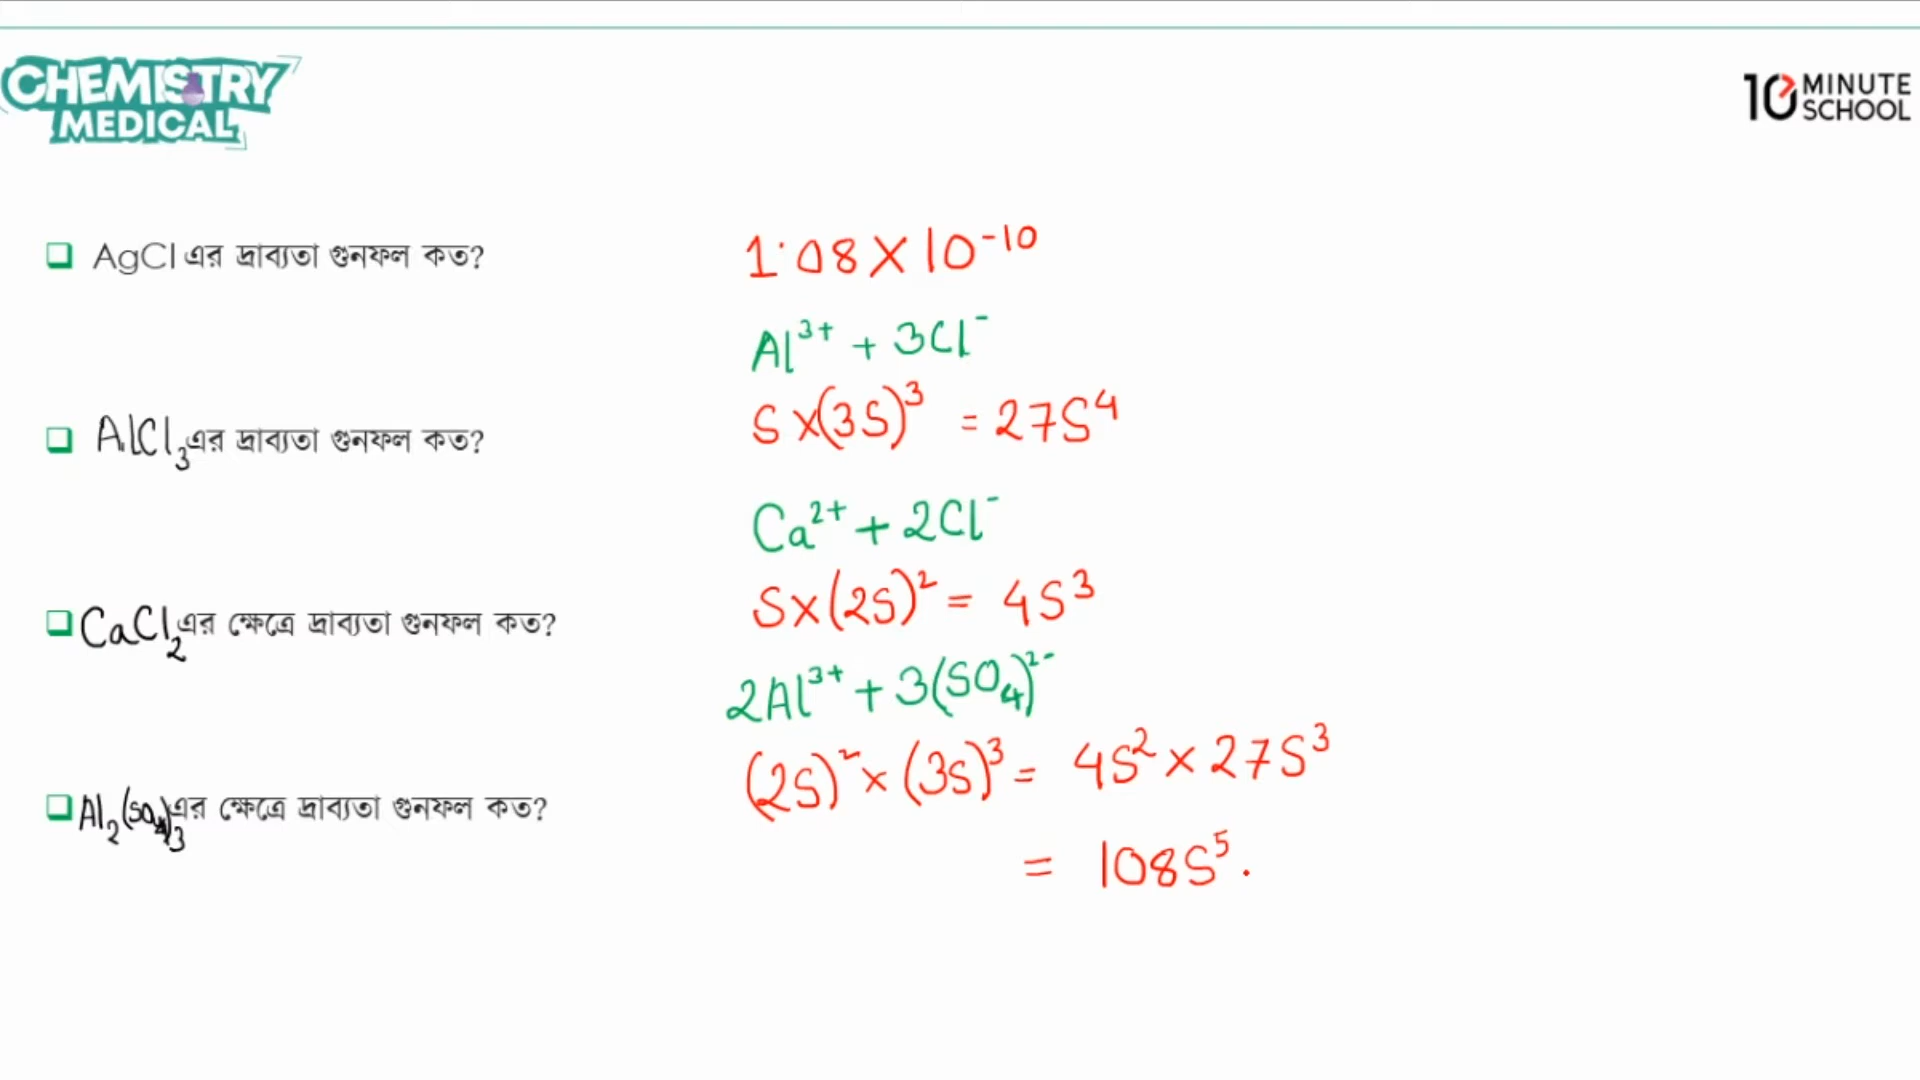 CHEMISTRY
MEDICAL
10 MINUTE
SCHOOL
AgCl এর দ্রাব্যতা গুনফল কত?
1.08 × 10⁻¹⁰
Al³⁺ + 3Cl⁻
AlCl₃ এর দ্রাব্যতা গুনফল কত?
S×(3S)³ = 27S⁴
Ca²⁺ + 2Cl⁻
CaCl₂ এর ক্ষেত্রে দ্রাব্যতা গুনফল কত?
S×(2S)² = 4S³
2Al³⁺ + 3(SO₄)²⁻
Al₂(SO₄)₃ এর ক্ষেত্রে দ্রাব্যতা গুনফল কত?
(2S)² × (3S)³ = 4S² × 27S³
= 108S⁵.